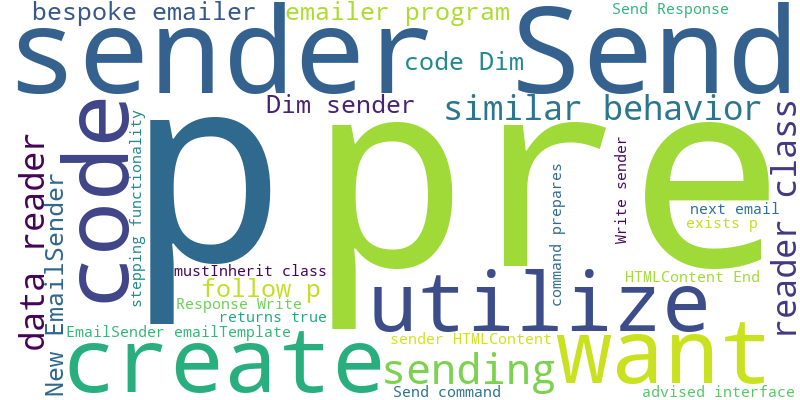 bespoke emailer
emailer program
Send Response
sender
Send
code Dim
Dim sender
similar behavior
code
p
pre
data reader
New EmailSender
stepping functionality
command prepares
Write sender
reader class
next email
exists p
mustInherit class
follow p
utilize
HTMLContent End
Response Write
returns true
EmailSender emailTemplate
create
sender HTMLContent
sending
want
Send command
advised interface